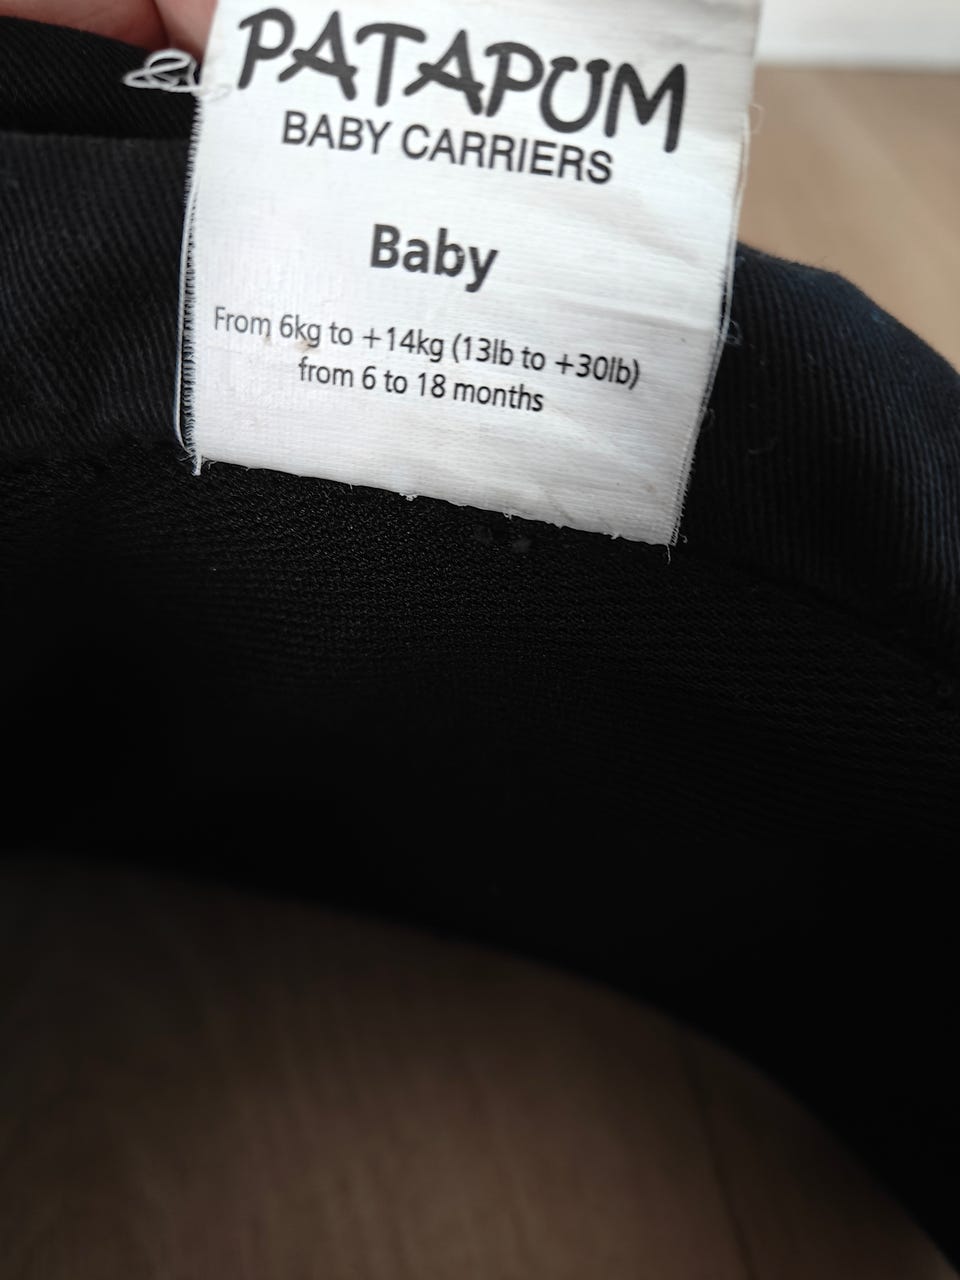 PATAPUM
BABY CARRIERS
Baby
From 6kg to +14kg (13lb to +30lb)
from 6 to 18 months